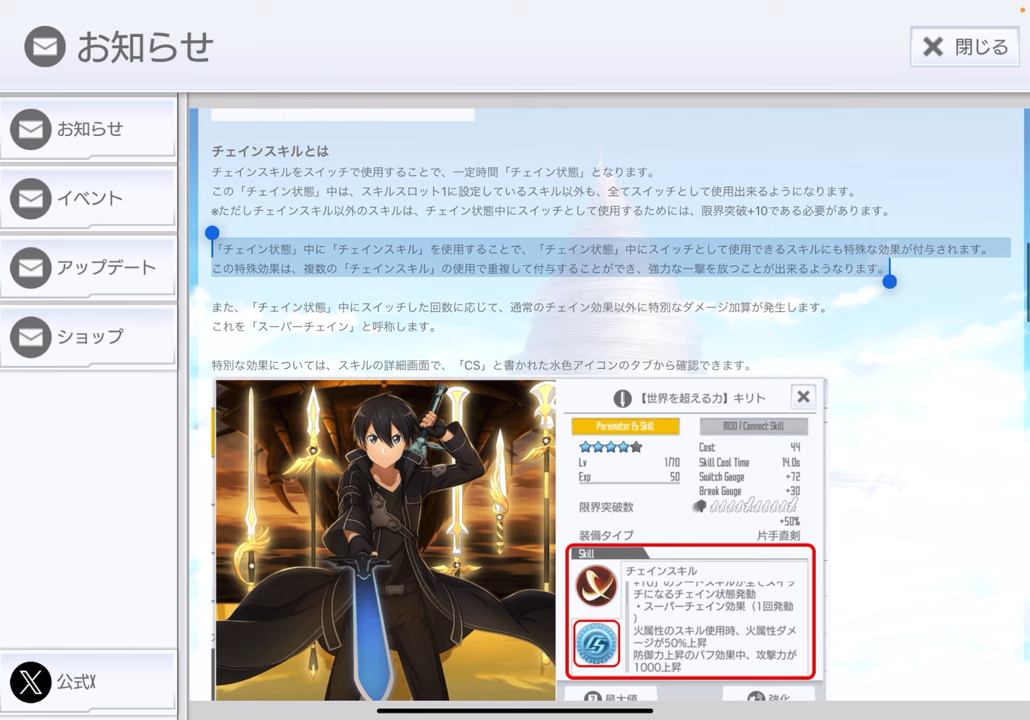 お知らせ
閉じる
お知らせ
イベント
アップデート
ショップ
公式X
チェインスキルとは
チェインスキルをスイッチで使用することで、一定時間「チェイン状態」となります。
この「チェイン状態」中は、スキルスロット1に設定しているスキル以外も、全てスイッチとして使用出来るようになります。
※ただしチェインスキル以外のスキルは、チェイン状態中にスイッチとして使用するためには、限界突破+10である必要があります。
「チェイン状態」中に「チェインスキル」を使用することで、「チェイン状態」中にスイッチとして使用できるスキルにも特殊な効果が付与されます。
この特殊効果は、複数の「チェインスキル」の使用で重複して付与することができ、強力な一撃を放つことが出来るようなります。
また、「チェイン状態」中にスイッチした回数に応じて、通常のチェイン効果以外に特別なダメージ加算が発生します。
これを「スーパーチェイン」と呼称します。
特別な効果については、スキルの詳細画面で、「CS」と書かれた水色アイコンのタブから確認できます。
【世界を超える力】キリト
Parameter & Skill
MOD / Connect Skill
Lv 1/70
Exp 50
Cost 44
Skill Cool Time 14.0s
Switch Gauge +72
Break Gauge +30
限界突破数
+50%
装備タイプ 片手直剣
Skill
チェインスキル
+10」のソードスキルが全てスイッ
チになるチェイン状態発動
・スーパーチェイン効果（1回発動
）
火属性のスキル使用時、火属性ダメ
ージが50%上昇
防御力上昇のバフ効果中、攻撃力が
1000上昇
CS
最大値
強化